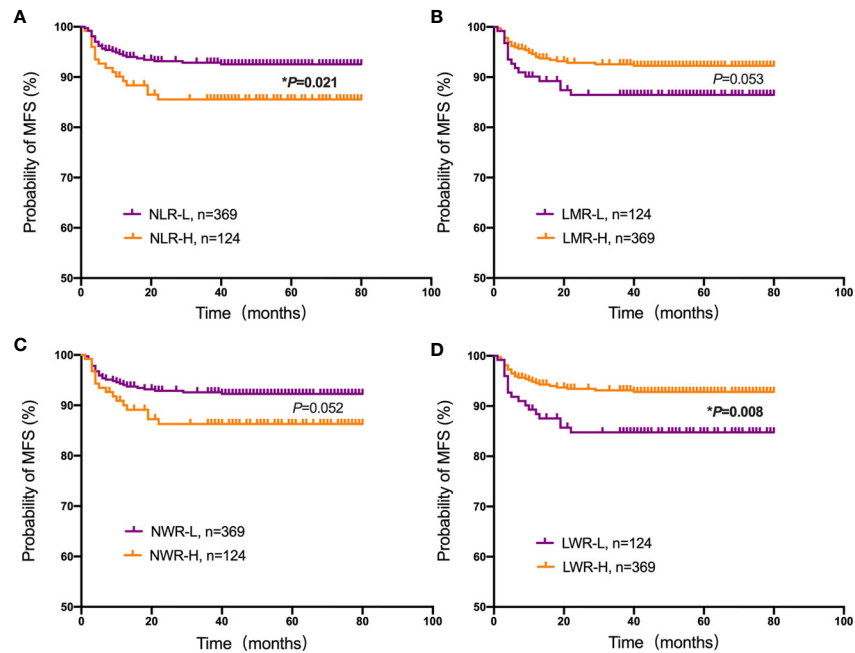 A
Probability of MFS (%)
100
90
80
70
60
50
*P=0.021
NLR-L, n=369
NLR-H, n=124
0 20 40 60 80 100
Time (months)
B
Probability of MFS (%)
100
90
80
70
60
50
P=0.053
LMR-L, n=124
LMR-H, n=369
0 20 40 60 80 100
Time (months)
C
Probability of MFS (%)
100
90
80
70
60
50
P=0.052
NWR-L, n=369
NWR-H, n=124
0 20 40 60 80 100
Time (months)
D
Probability of MFS (%)
100
90
80
70
60
50
*P=0.008
LWR-L, n=124
LWR-H, n=369
0 20 40 60 80 100
Time (months)